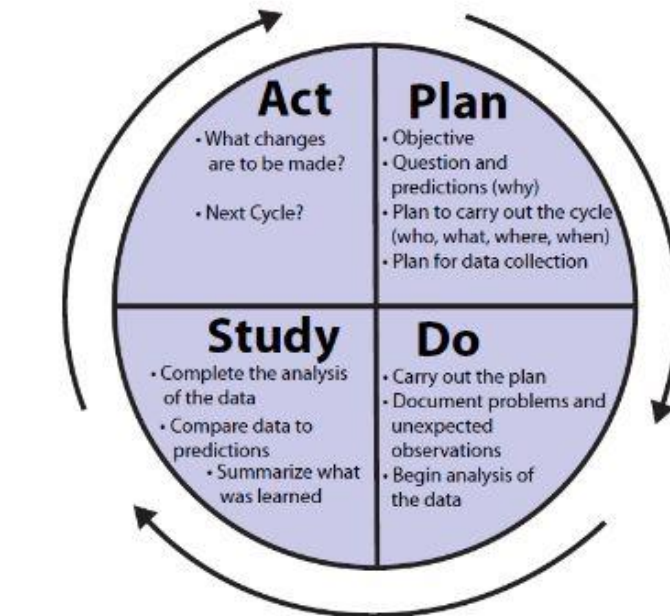 Act
• What changes
are to be made?
• Next Cycle?
Plan
• Objective
• Question and
predictions (why)
• Plan to carry out the cycle
(who, what, where, when)
• Plan for data collection
Study
• Complete the analysis
of the data
• Compare data to
predictions
• Summarize what
was learned
Do
• Carry out the plan
• Document problems and
unexpected
observations
• Begin analysis of
the data